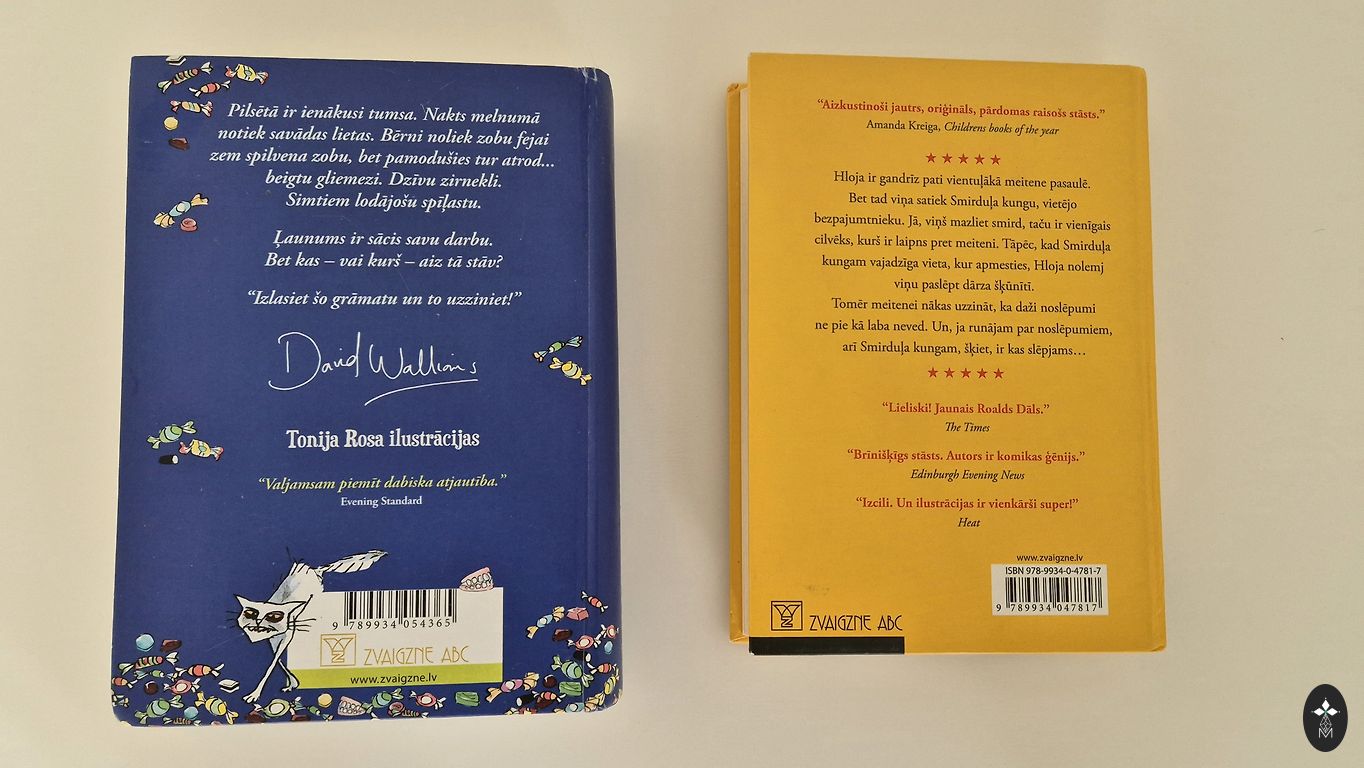 Pilsētā ir ienākusi tumsa. Nakts melnumā
notiek savādas lietas. Bērni noliek zobu fejai
zem spilvena zobu, bet pamodušies tur atrod...
beigtu gliemezi. Dzīvu zirnekli.
Simtiem lodājošu spīļastu.
Ļaunums ir sācis savu darbu.
Bet kas – vai kurš – aiz tā stāv?
“Izlasiet šo grāmatu un to uzziniet!”
David Walliams
Tonija Rosa ilustrācijas
“Valjamsam piemīt dabiska atjautība.”
Evening Standard
9 789934 054365
ZVAIGZNE ABC
www.zvaigzne.lv
“Aizkustinoši jautrs, oriģināls, pārdomas raisošs stāsts.”
Amanda Kreiga, Childrens books of the year
★ ★ ★ ★ ★
Hloja ir gandrīz pati vientuļākā meitene pasaulē.
Bet tad viņa satiek Smirduļa kungu, vietējo
bezpajumtnieku. Jā, viņš mazliet smird, taču ir vienīgais
cilvēks, kurš ir laipns pret meiteni. Tāpēc, kad Smirduļa
kungam vajadzīga vieta, kur apmesties, Hloja nolemj
viņu paslēpt dārza šķūnītī.
Tomēr meitenei nākas uzzināt, ka daži noslēpumi
ne pie kā laba neved. Un, ja runājam par noslēpumiem,
arī Smirduļa kungam, šķiet, ir kas slēpjams…
★ ★ ★ ★ ★
“Lieliski! Jaunais Roalds Dāls.”
The Times
“Brīnišķīgs stāsts. Autors ir komikas ģēnijs.”
Edinburgh Evening News
“Izcili. Un ilustrācijas ir vienkārši super!”
Heat
www.zvaigzne.lv
ISBN 978-9934-0-4781-7
9 789934 047817
ZVAIGZNE ABC
M